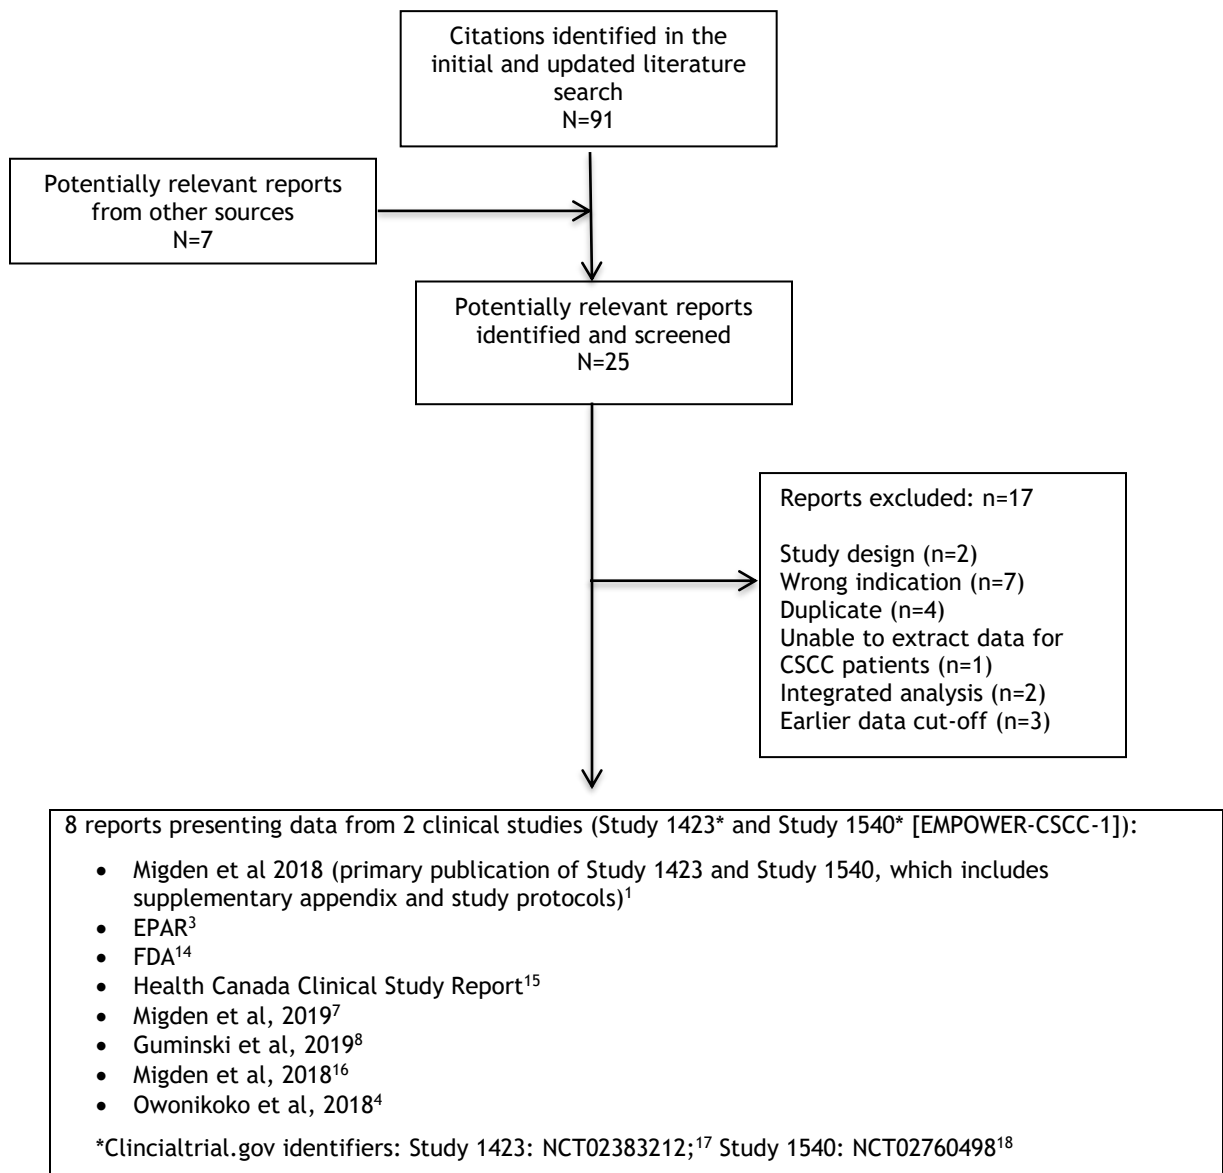 Citations identified in the
initial and updated literature
search
N=91
Potentially relevant reports
from other sources
N=7
Potentially relevant reports
identified and screened
N=25
Reports excluded: n=17
Study design (n=2)
Wrong indication (n=7)
Duplicate (n=4)
Unable to extract data for
CSCC patients (n=1)
Integrated analysis (n=2)
Earlier data cut-off (n=3)
8 reports presenting data from 2 clinical studies (Study 1423* and Study 1540* [EMPOWER-CSCC-1]):
• Migden et al 2018 (primary publication of Study 1423 and Study 1540, which includes
supplementary appendix and study protocols)1
• EPAR3
• FDA14
• Health Canada Clinical Study Report15
• Migden et al, 20197
• Guminski et al, 20198
• Migden et al, 201816
• Owonikoko et al, 20184
*Clincialtrial.gov identifiers: Study 1423: NCT02383212;17 Study 1540: NCT0276049818